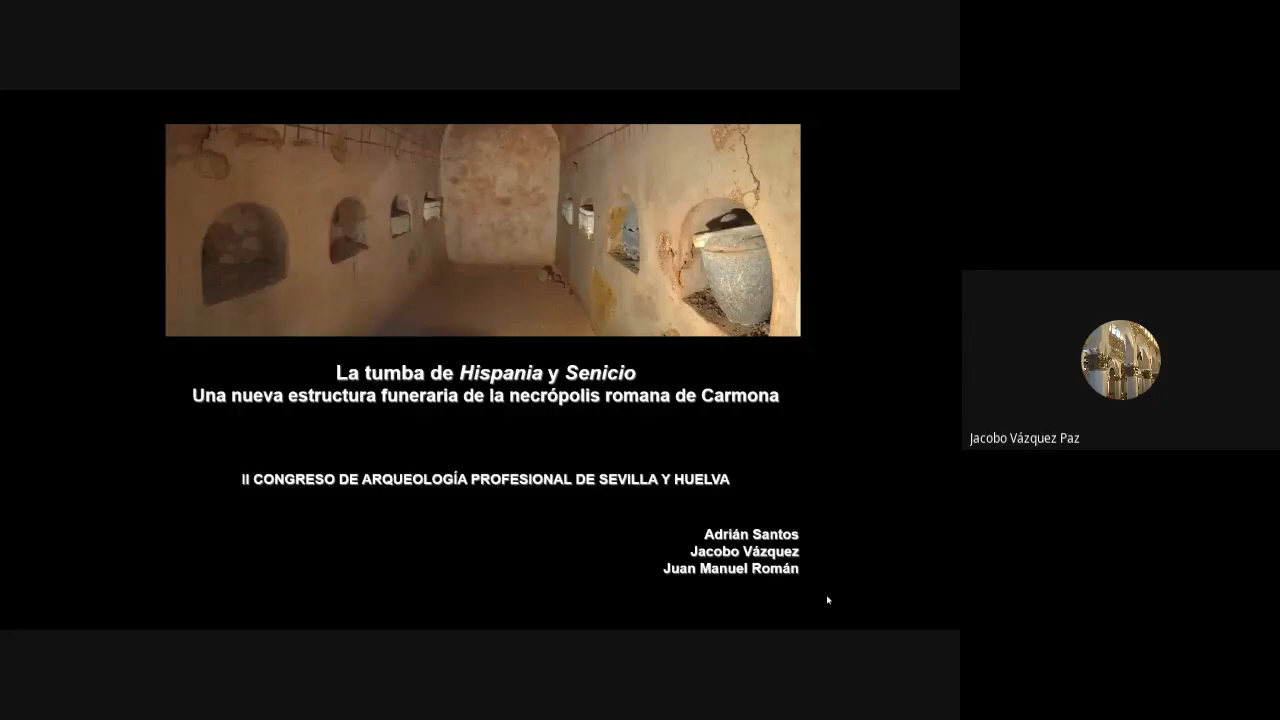 La tumba de Hispania y Senicio
Una nueva estructura funeraria de la necrópolis romana de Carmona
II CONGRESO DE ARQUEOLOGÍA PROFESIONAL DE SEVILLA Y HUELVA
Adrián Santos
Jacobo Vázquez
Juan Manuel Román
Jacobo Vázquez Paz